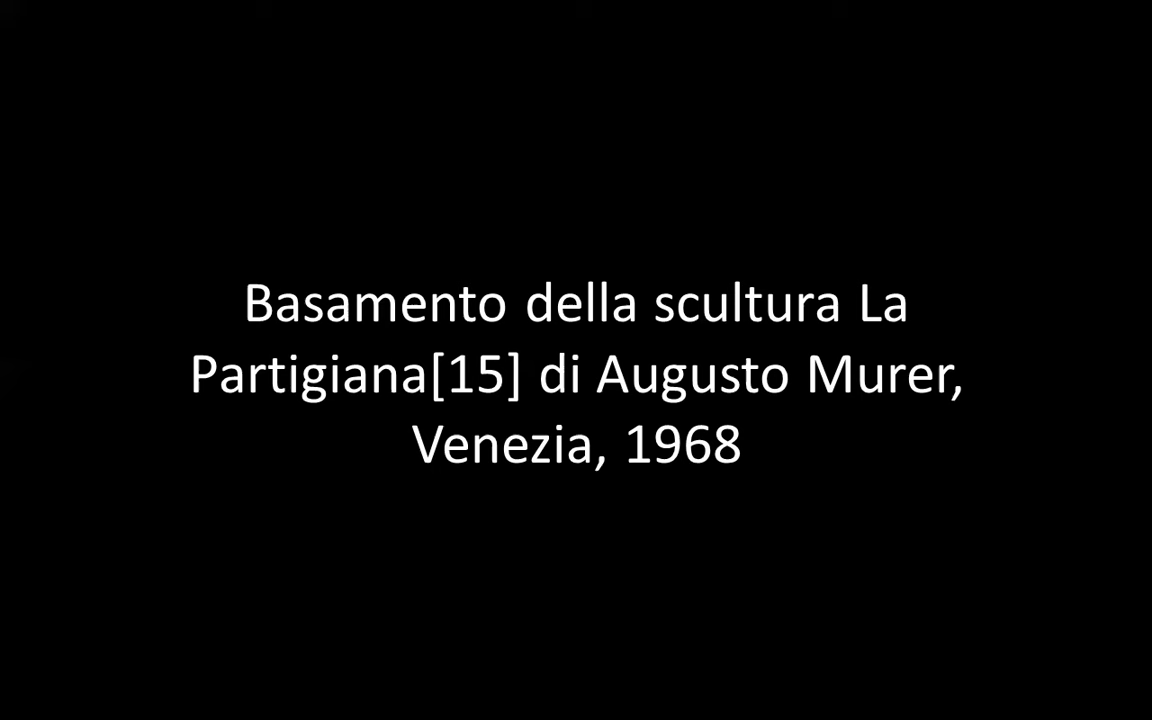 Basamento della scultura La
Partigiana[15] di Augusto Murer,
Venezia, 1968